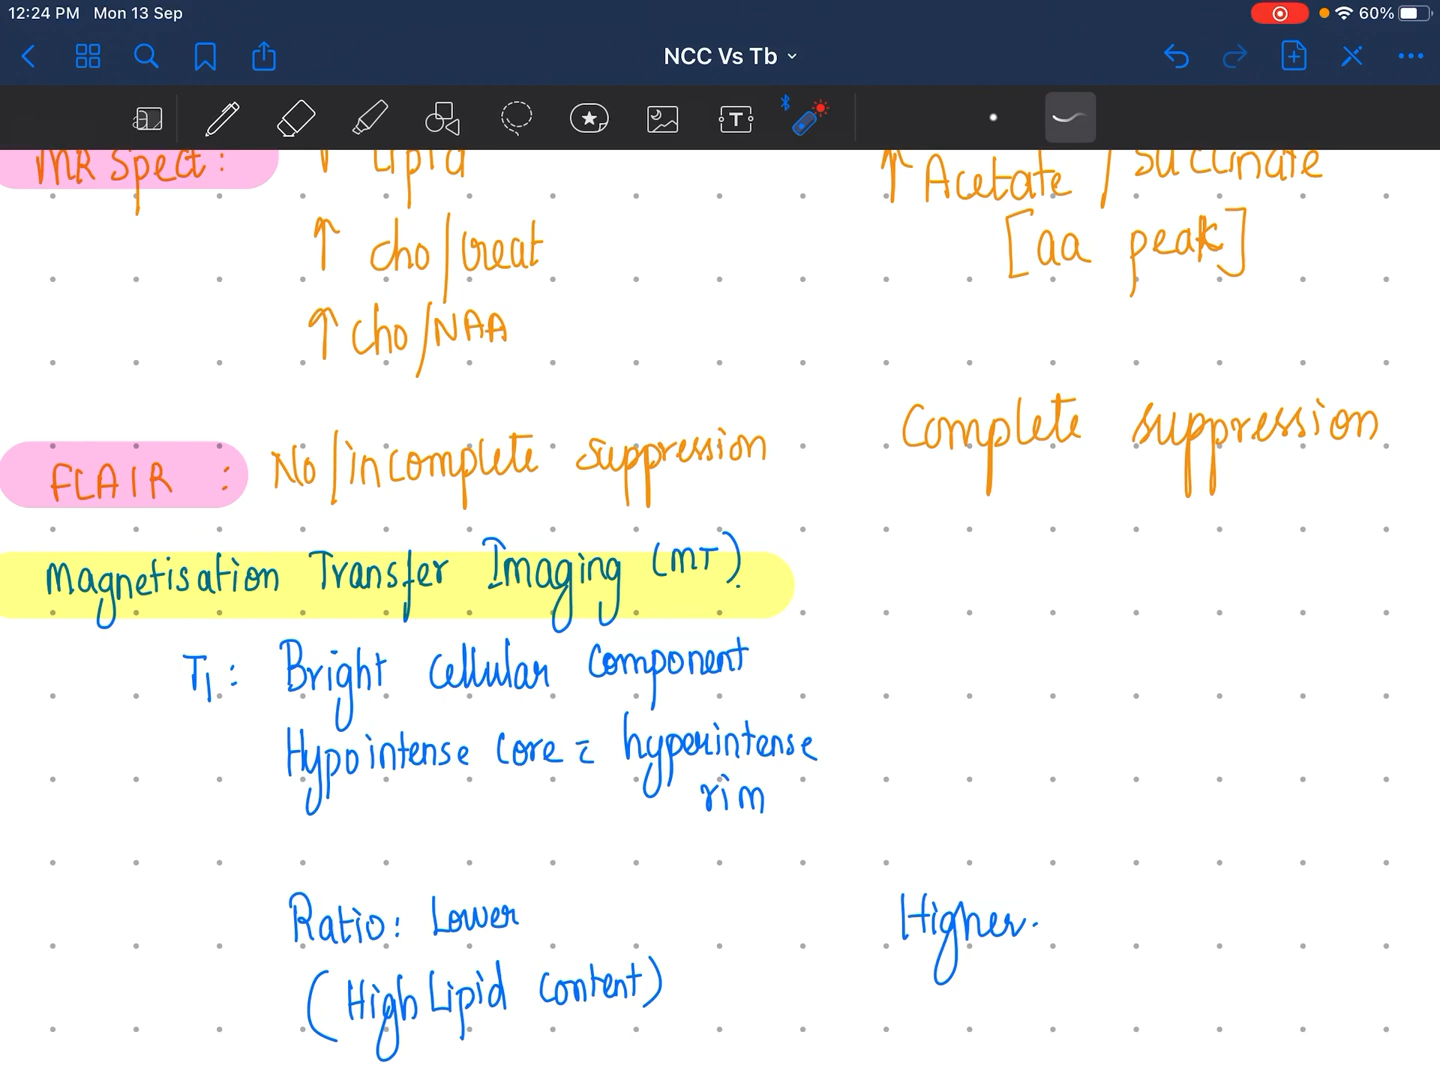 12:24 PM Mon 13 Sep
60%
NCC Vs Tb
T
MR Spect: ↑ Lipid ↑ Acetate / Succinate
↑ cho/creat [aa peak]
↑ cho/NAA
FLAIR : No/incomplete suppression Complete suppression
Magnetisation Transfer Imaging (MT)
T1: Bright cellular component
Hypointense core c hyperintense
rim
Ratio: Lower Higher.
(High Lipid content)